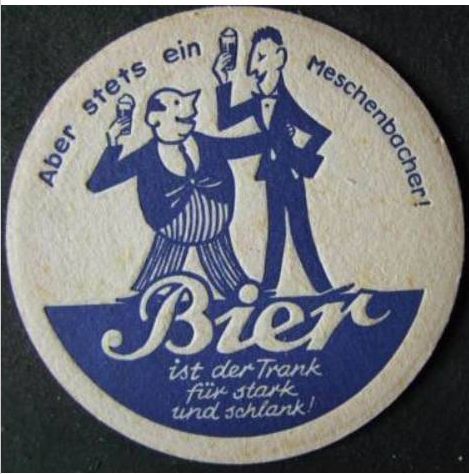 Aber stets ein Meschenbacher!
Bier
ist der Trank
für stark
und schlank!